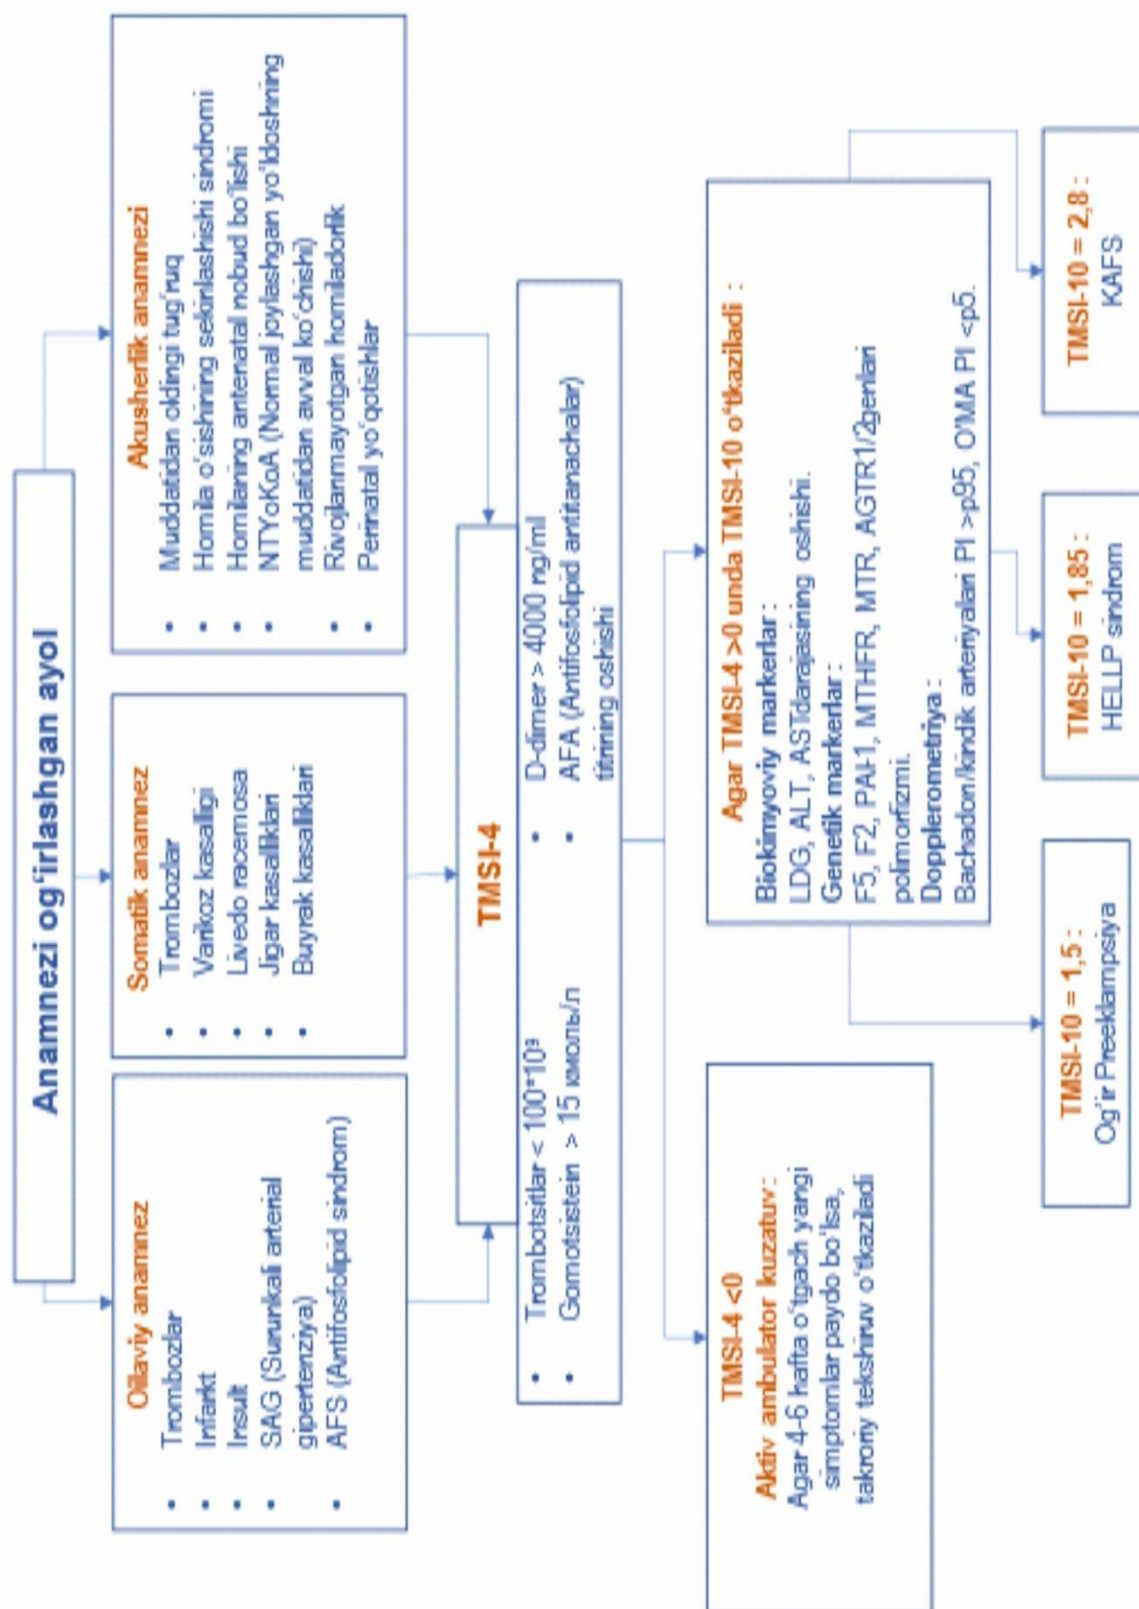 Anamnezi og‘irlashgan ayol
Oilaviy anamnez
• Trombozlar
• Infarkt
• Insult
• SAG (Surunkali arterial
gipertenziya)
• AFS (Antifosfolipid sindrom)
Somatik anamnez
• Trombozlar
• Varikoz kasalligi
• Livedo racemosa
• Jigar kasalliklari
• Buyrak kasalliklari
Akusherlik anamnezi
• Muddatidan oldingi tug‘ruq
• Homila o‘sishining sekinlashishi sindromi
• Homilaning antenatal nobud bo‘lishi
• NTYoKoA (Normal joylashgan yo‘ldoshning
muddatidan avval ko‘chishi)
• Rivojlanmayotgan homiladorlik
• Perinatal yo‘qotishlar
TMSI-4
• Trombotsitlar < 100*10⁹
• Gomotsistein > 15 кмоль/л
• D-dimer > 4000 ng/ml
• AFA (Antifosfolipid antitanachalar)
titrining oshishi
TMSI-4 <0
Aktiv ambulator kuzatuv :
Agar 4-6 hafta o‘tgach yangi
simptomlar paydo bo‘lsa,
takroriy tekshiruv o‘tkaziladi
Agar TMSI-4 >0 unda TMSI-10 o‘tkaziladi :
Biokimyoviy markerlar :
LDG, ALT, ASTdarajasining oshishi.
Genetik markerlar :
F5, F2, PAI-1, MTHFR, MTR, AGTR1/2genlari
polimorfizmi.
Dopplerometriya :
Bachadon/kindik arteriyalari PI >p95, O‘MA PI <p5.
TMSI-10 = 1,5 :
Og‘ir Preeklampsiya
TMSI-10 = 1,85 :
HELLP sindrom
TMSI-10 = 2,8 :
KAFS